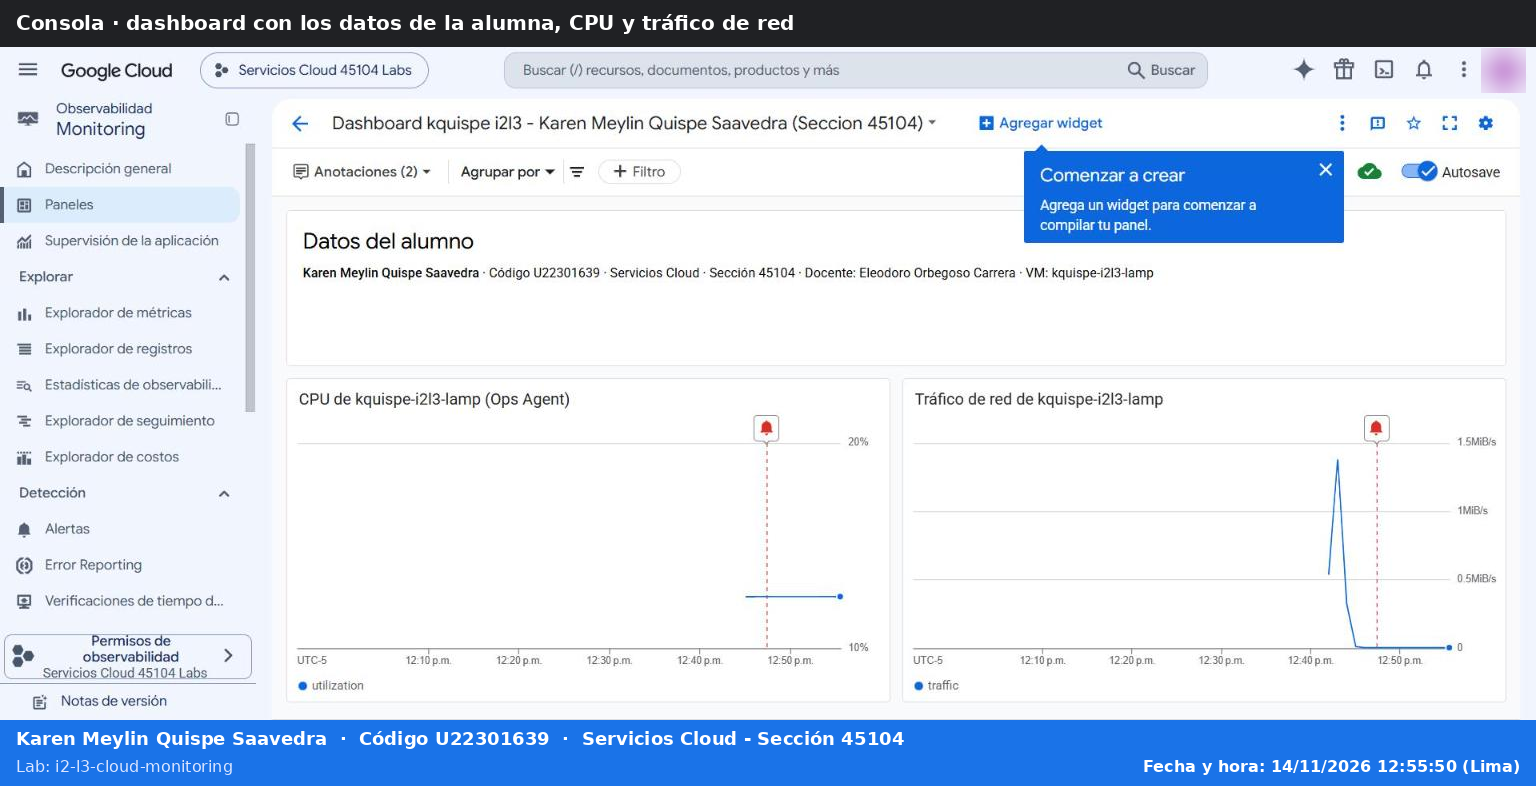 Consola · dashboard con los datos de la alumna, CPU y tráfico de red
Google Cloud
Servicios Cloud 45104 Labs
Buscar (/) recursos, documentos, productos y más
Buscar
Observabilidad
Monitoring
Descripción general
Paneles
Supervisión de la aplicación
Explorar
Explorador de métricas
Explorador de registros
Estadísticas de observabili...
Explorador de seguimiento
Explorador de costos
Detección
Alertas
Error Reporting
Verificaciones de tiempo d...
Permisos de
observabilidad
Servicios Cloud 45104 Labs
Notas de versión
Dashboard kquispe i2l3 - Karen Meylin Quispe Saavedra (Seccion 45104)
Agregar widget
Anotaciones (2)
Agrupar por
Filtro
Comenzar a crear
Agrega un widget para comenzar a
compilar tu panel.
Autosave
Datos del alumno
Karen Meylin Quispe Saavedra · Código U22301639 · Servicios Cloud · Sección 45104 · Docente: Eleodoro Orbegoso Carrera · VM: kquispe-i2l3-lamp
CPU de kquispe-i2l3-lamp (Ops Agent)
20%
10%
UTC-5
12:10 p.m.
12:20 p.m.
12:30 p.m.
12:40 p.m.
12:50 p.m.
utilization
Tráfico de red de kquispe-i2l3-lamp
1.5MiB/s
1MiB/s
0.5MiB/s
0
UTC-5
12:10 p.m.
12:20 p.m.
12:30 p.m.
12:40 p.m.
12:50 p.m.
traffic
Karen Meylin Quispe Saavedra · Código U22301639 · Servicios Cloud - Sección 45104
Lab: i2-l3-cloud-monitoring
Fecha y hora: 14/11/2026 12:55:50 (Lima)